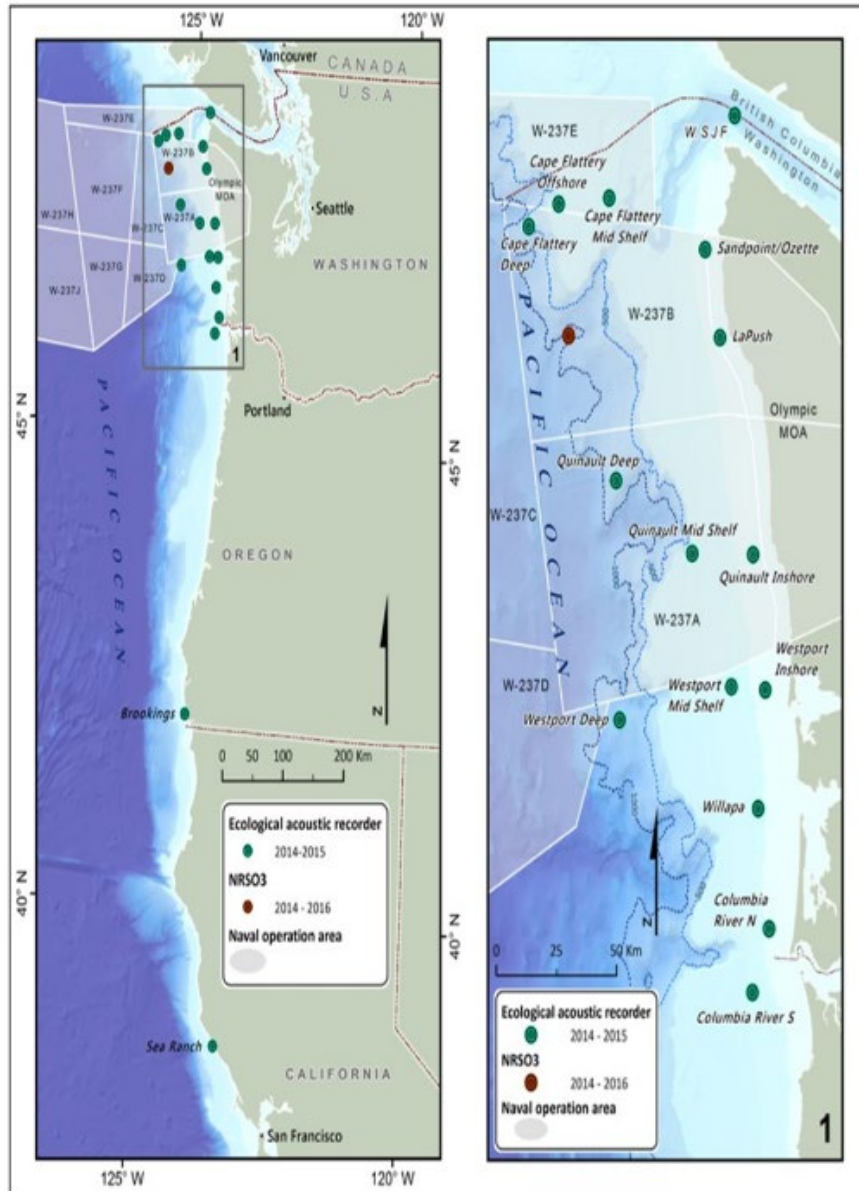 125° W
120° W
Vancouver
CANADA
U.S.A
W-237E
W-237B
W-237F
Olympic
MOA
W-237H
W-237A
W-237C
Seattle
W-237G
W-237D
W-237J
WASHINGTON
1
45° N
PACIFIC OCEAN
Portland
45° N
OREGON
N
Brookings
0 50 100 200 Km
Ecological acoustic recorder
2014-2015
NRSO3
2014 - 2016
Naval operation area
40° N
40° N
Sea Ranch
CALIFORNIA
San Francisco
125° W
120° W
British Columbia
Washington
WSJF
W-237E
Cape Flattery
Offshore
Cape Flattery
Mid Shelf
Cape Flattery
Deep
Sandpoint/Ozette
W-237B
LaPush
PACIFIC OCEAN
Olympic
MOA
Quinault Deep
W-237C
Quinault Mid Shelf
Quinault Inshore
1000
W-237A
Westport
Inshore
W-237D
Westport
Mid Shelf
Westport Deep
1000
Willapa
Columbia
River N
N
0 25 50 Km
Columbia River S
Ecological acoustic recorder
2014 - 2015
NRSO3
2014 - 2016
Naval operation area
1